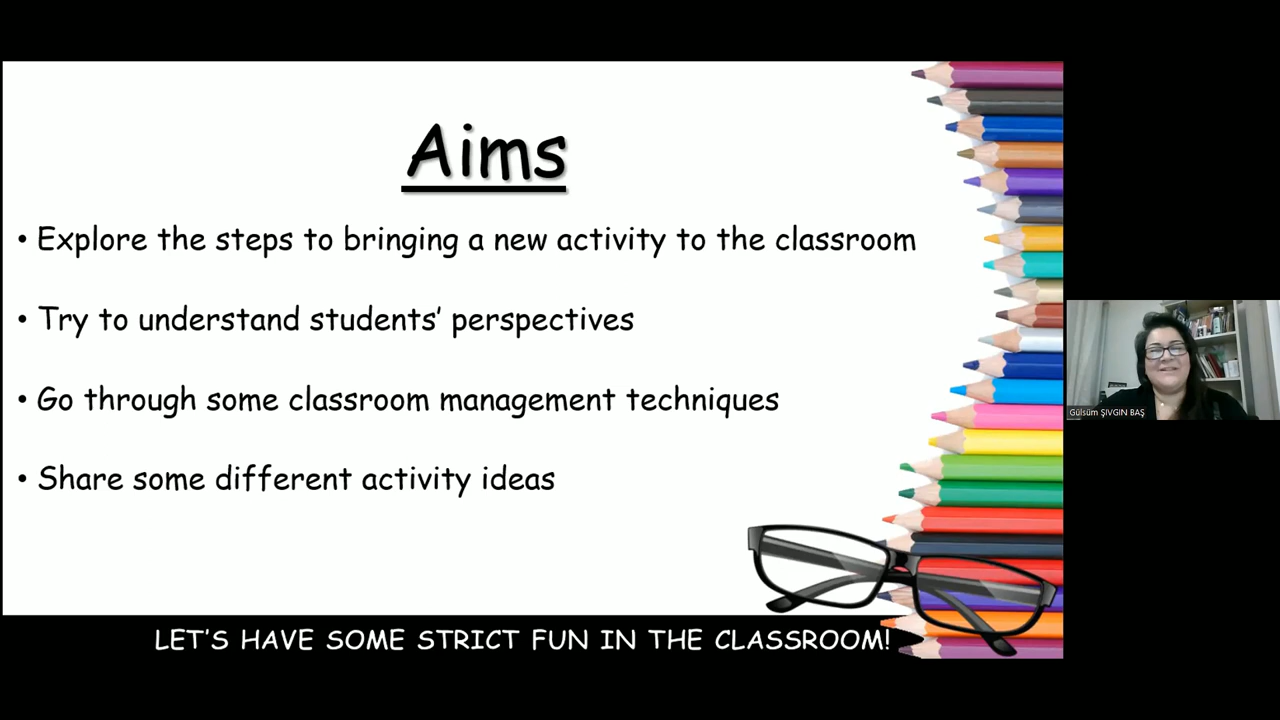 Aims
• Explore the steps to bringing a new activity to the classroom
• Try to understand students’ perspectives
• Go through some classroom management techniques
• Share some different activity ideas
Gülsüm ŞIVGIN BAŞ
LET’S HAVE SOME STRICT FUN IN THE CLASSROOM!